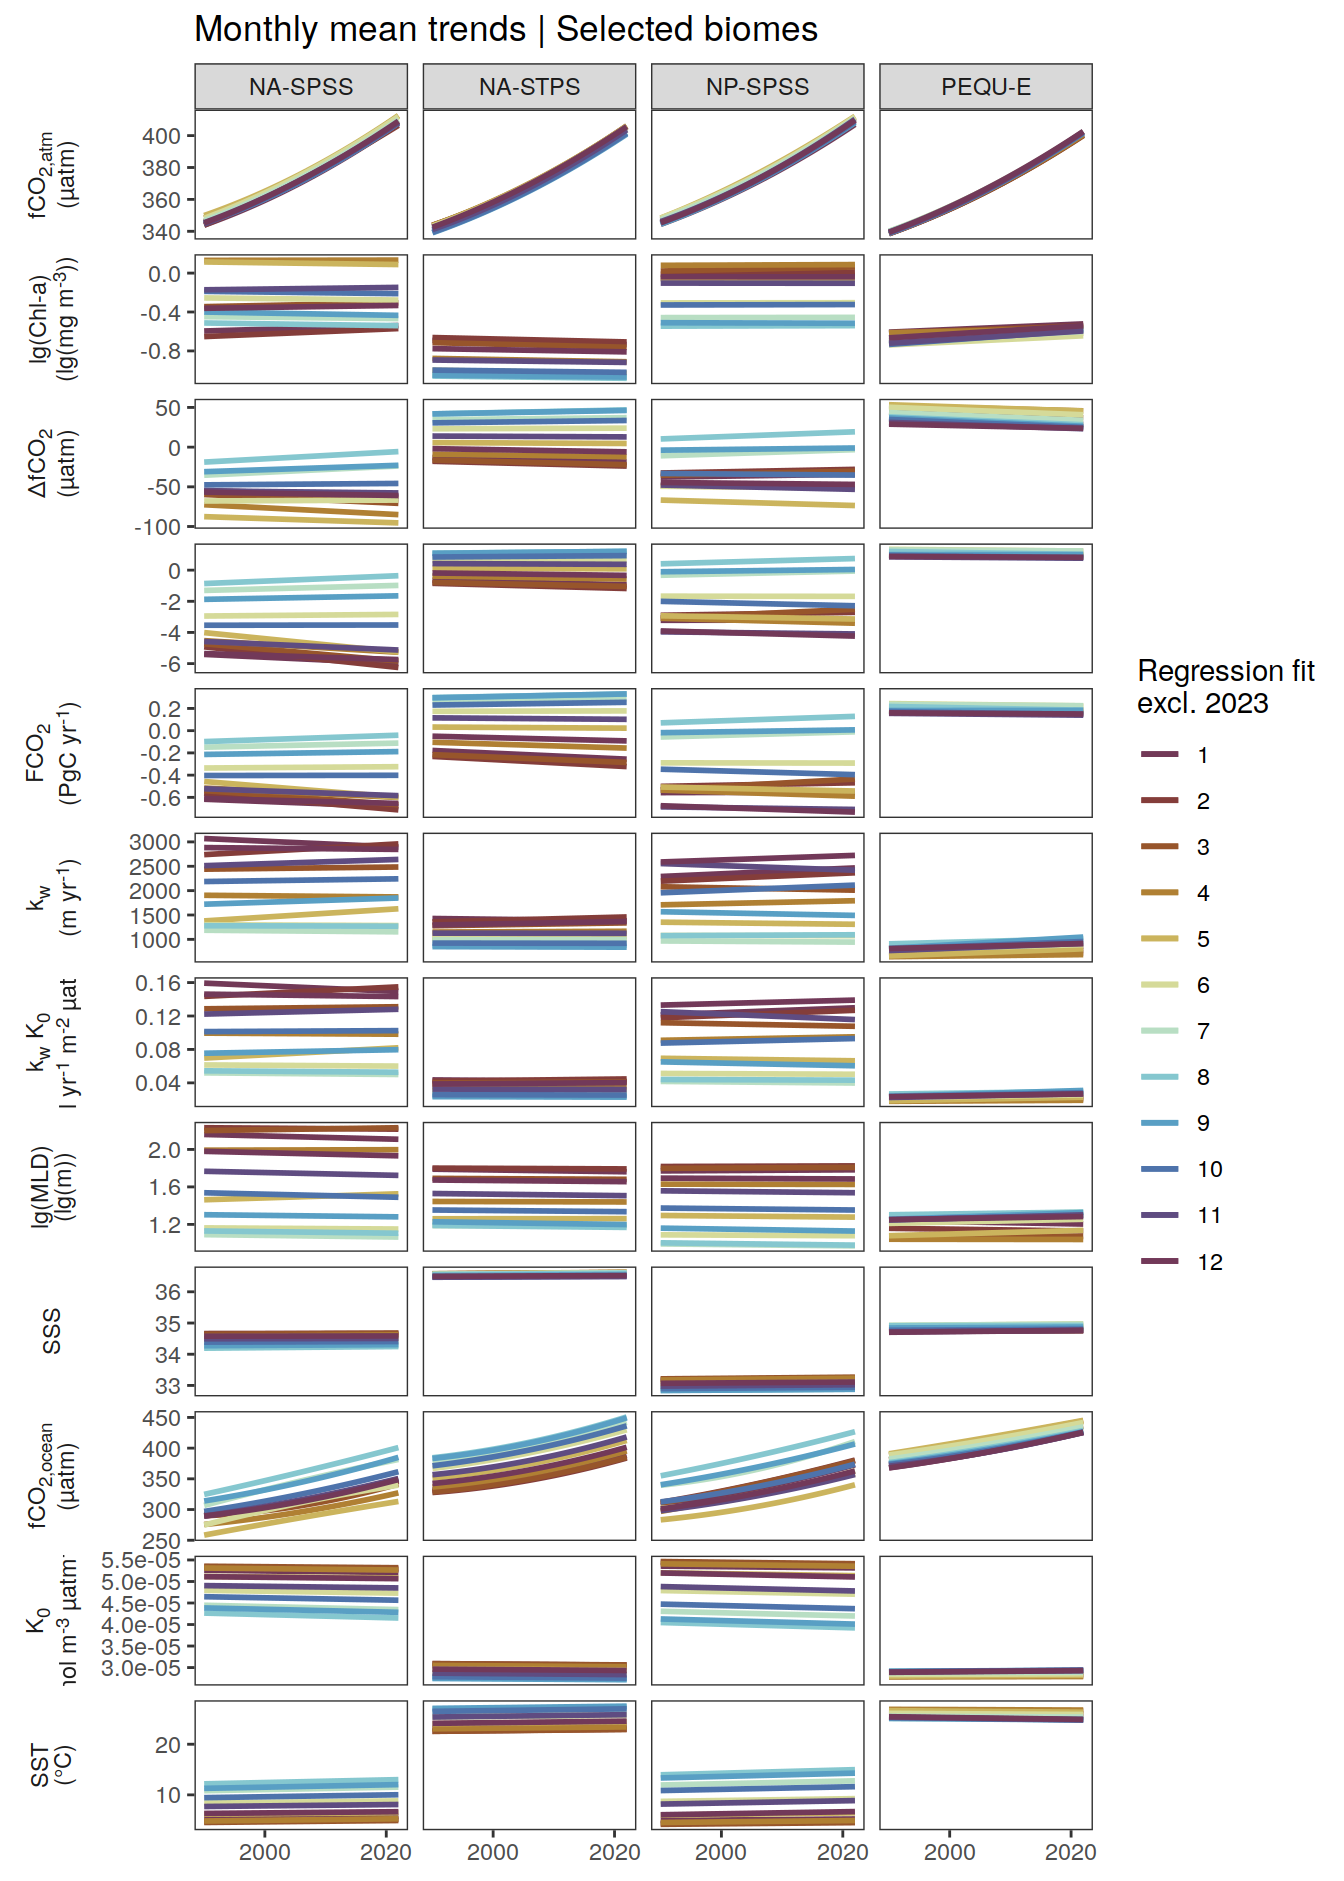 Monthly mean trends | Selected biomes
NA-SPSS
NA-STPS
NP-SPSS
PEQU-E
fCO2,atm
(µatm)
400
380
360
340
lg(Chl-a)
(lg(mg m-3))
0.0
-0.4
-0.8
ΔfCO2
(µatm)
50
0
-50
-100
0
-2
-4
-6
FCO2
(PgC yr-1)
0.2
0.0
-0.2
-0.4
-0.6
kw
(m yr-1)
3000
2500
2000
1500
1000
kw K0
l yr-1 m-2 µat
0.16
0.12
0.08
0.04
lg(MLD)
(lg(m))
2.0
1.6
1.2
SSS
36
35
34
33
fCO2,ocean
(µatm)
450
400
350
300
250
K0
nol m-3 µatm-
5.5e-05
5.0e-05
4.5e-05
4.0e-05
3.5e-05
3.0e-05
SST
(°C)
20
10
2000 2020
2000 2020
2000 2020
2000 2020
Regression fit
excl. 2023
1
2
3
4
5
6
7
8
9
10
11
12